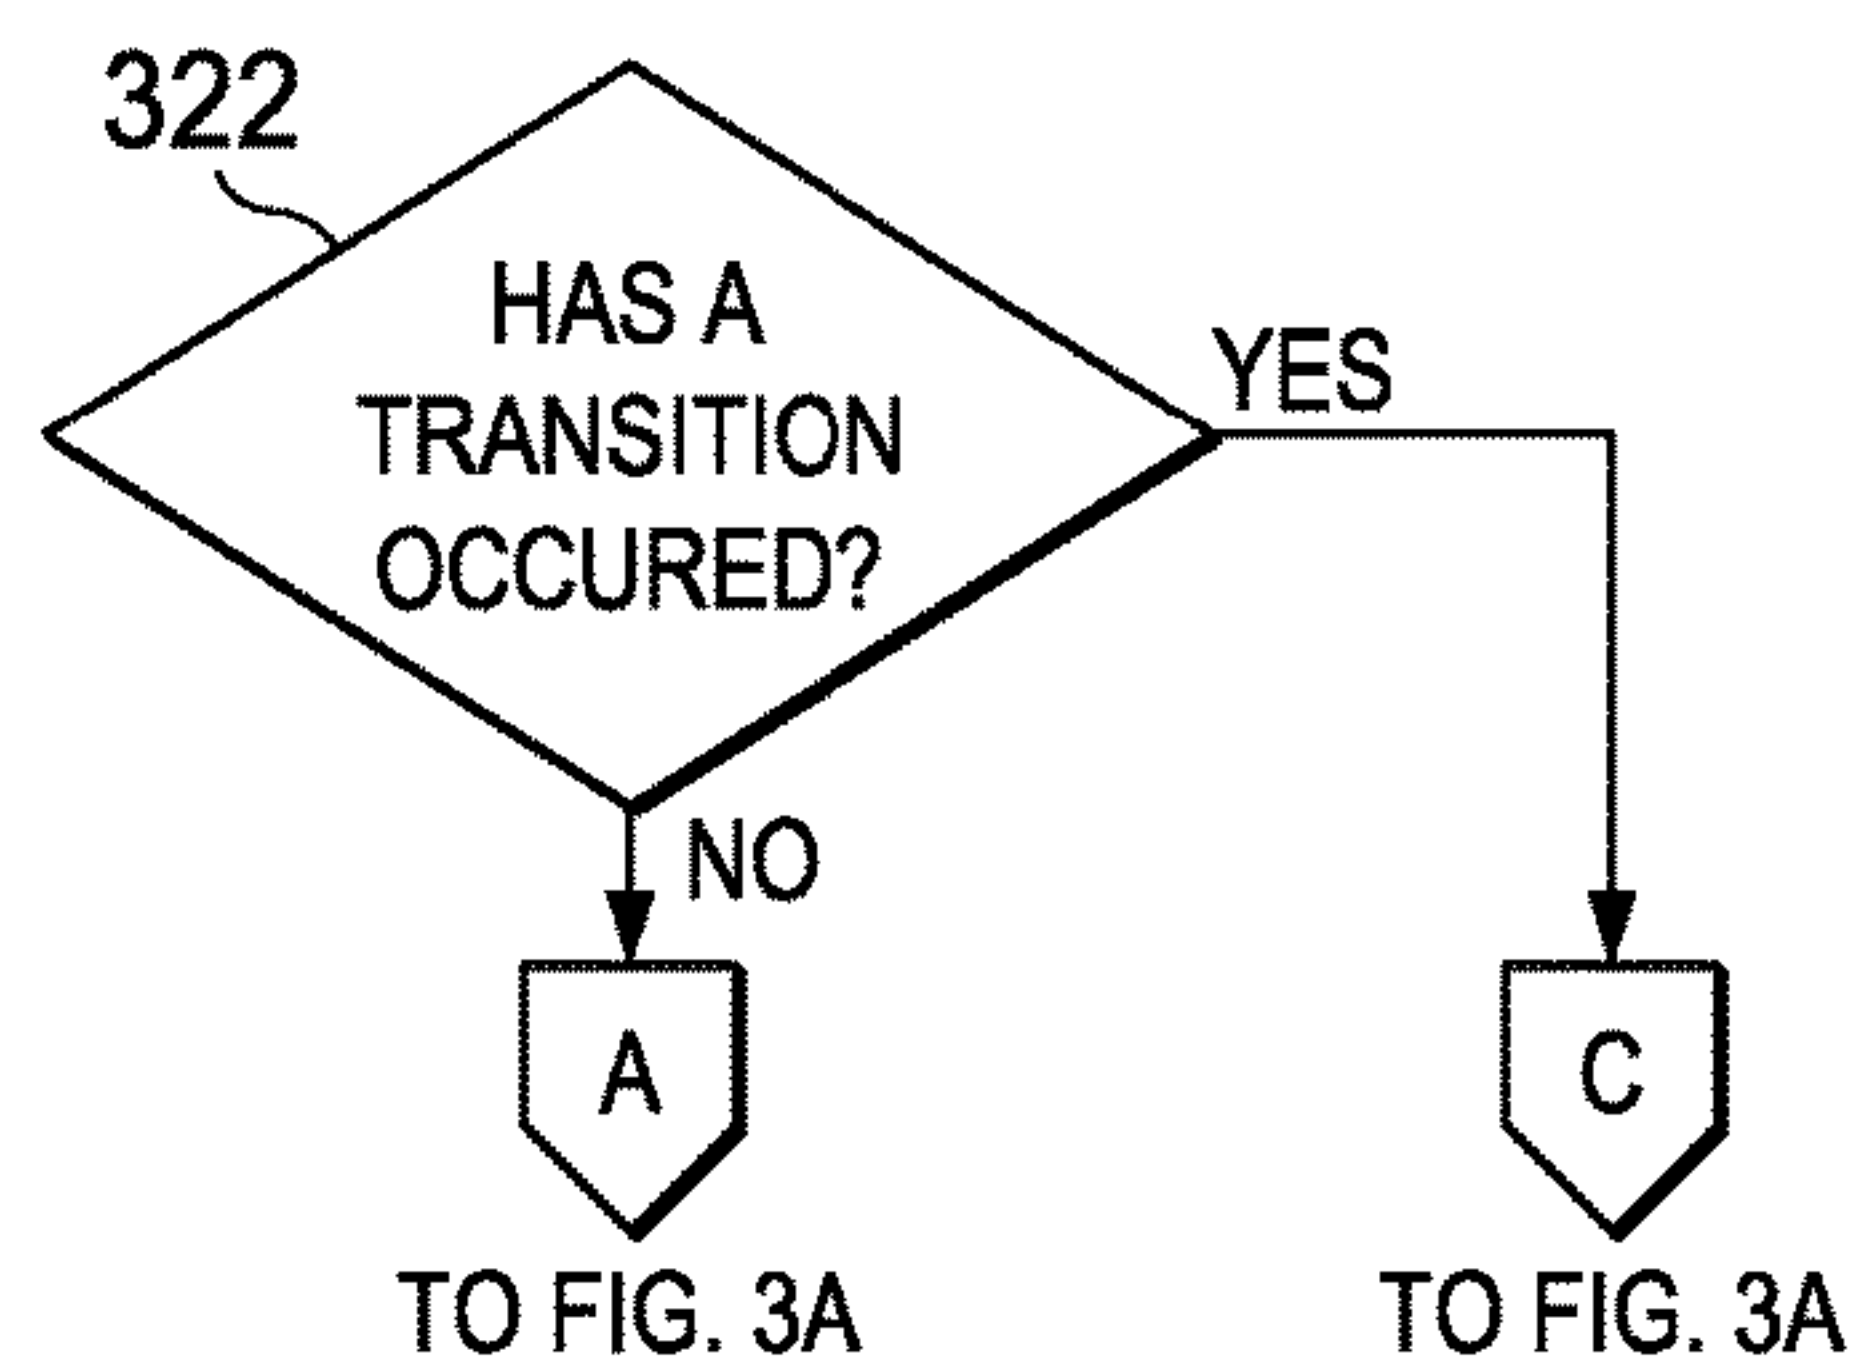 322
HAS A
TRANSITION
OCCURED?
YES
NO
A
C
TO FIG. 3A
TO FIG. 3A